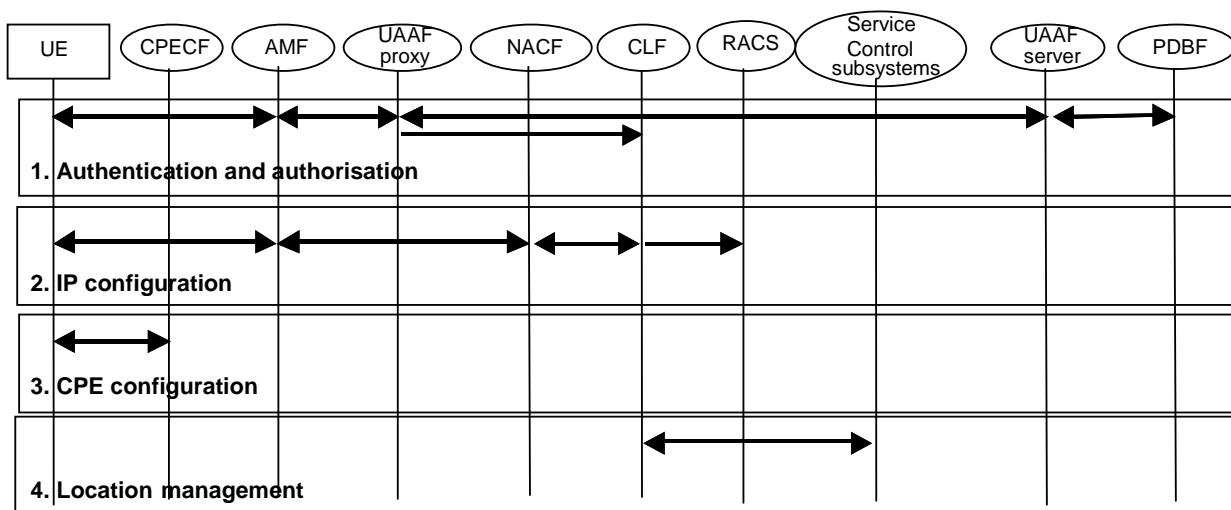 UE
CPECF
AMF
UAAF
proxy
NACF
CLF
RACS
Service
Control
subsystems
UAAF
server
PDBF
1. Authentication and authorisation
2. IP configuration
3. CPE configuration
4. Location management